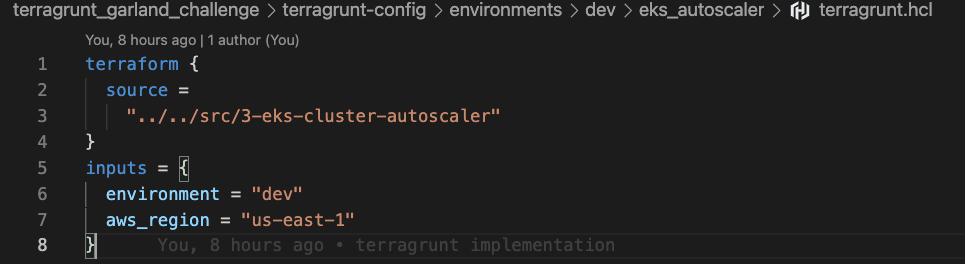 terragrunt_garland_challenge > terragrunt-config > environments > dev > eks_autoscaler > terragrunt.hcl
You, 8 hours ago | 1 author (You)
1 terraform {
2   source =
3     "../../src/3-eks-cluster-autoscaler"
4 }
5 inputs = {
6   environment = "dev"
7   aws_region = "us-east-1"
8 }     You, 8 hours ago • terragrunt implementation